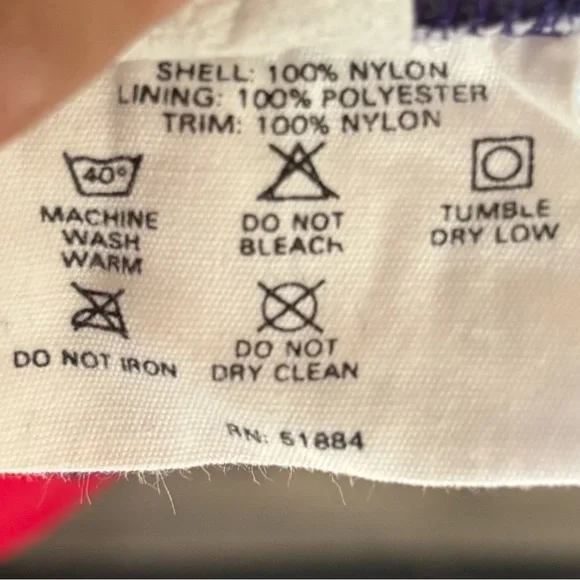 SHELL: 100% NYLON
LINING: 100% POLYESTER
TRIM: 100% NYLON
40°
MACHINE
WASH
WARM
DO NOT
BLEACH
TUMBLE
DRY LOW
DO NOT IRON
DO NOT
DRY CLEAN
RN: 51884